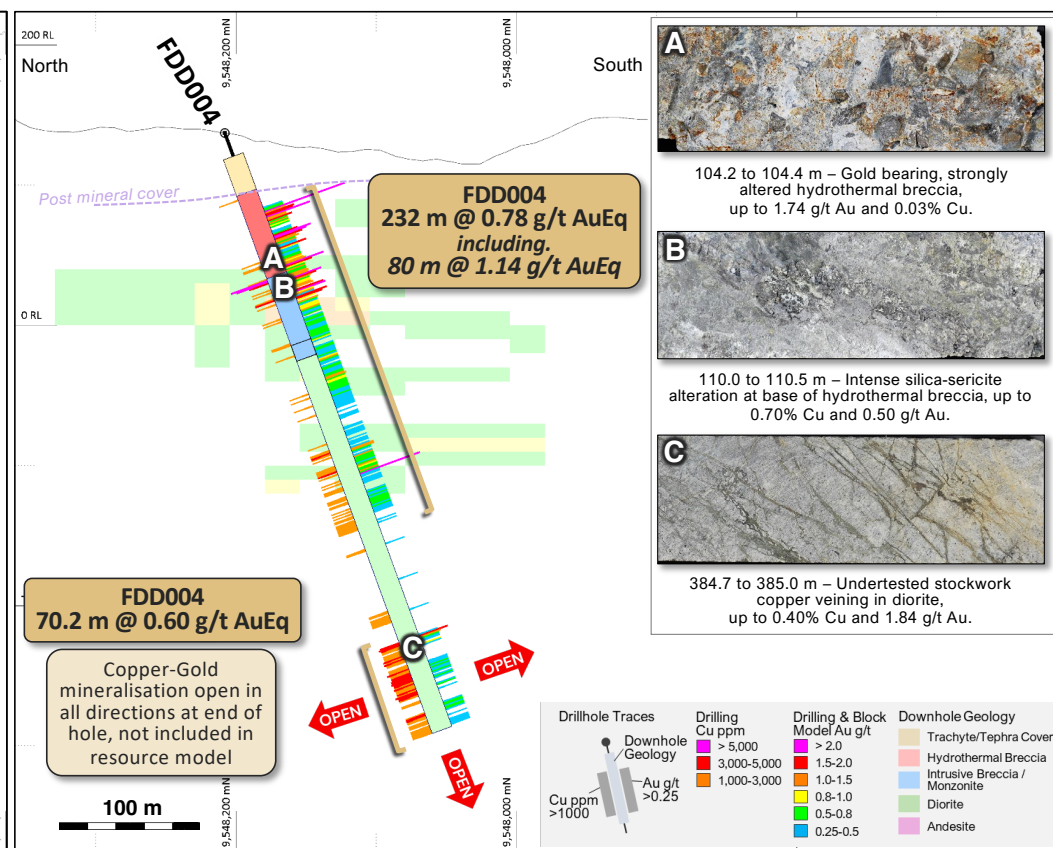 200 RL
North
9,548,200 mN
9,548,000 mN
South
FDD004
Post mineral cover
FDD004
232 m @ 0.78 g/t AuEq
including.
80 m @ 1.14 g/t AuEq
A
B
0 RL
FDD004
70.2 m @ 0.60 g/t AuEq
Copper-Gold
mineralisation open in
all directions at end of
hole, not included in
resource model
C
OPEN
OPEN
OPEN
100 m
9,548,200 mN
9,548,000 mN
A
104.2 to 104.4 m – Gold bearing, strongly
altered hydrothermal breccia,
up to 1.74 g/t Au and 0.03% Cu.
B
110.0 to 110.5 m – Intense silica-sericite
alteration at base of hydrothermal breccia, up to
0.70% Cu and 0.50 g/t Au.
C
384.7 to 385.0 m – Undertested stockwork
copper veining in diorite,
up to 0.40% Cu and 1.84 g/t Au.
Drillhole Traces
Downhole
Geology
Cu ppm
>1000
Au g/t
>0.25
Drilling
Cu ppm
> 5,000
3,000-5,000
1,000-3,000
Drilling & Block
Model Au g/t
> 2.0
1.5-2.0
1.0-1.5
0.8-1.0
0.5-0.8
0.25-0.5
Downhole Geology
Trachyte/Tephra Cover
Hydrothermal Breccia
Intrusive Breccia /
Monzonite
Diorite
Andesite